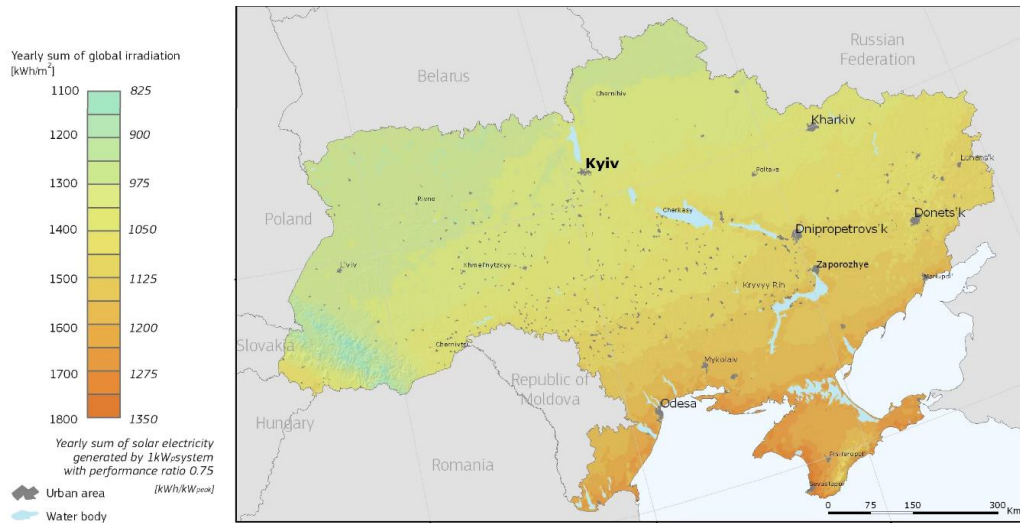 Yearly sum of global irradiation
[kWh/m²]
1100 825
1200 900
1300 975
1400 1050
1500 1125
1600 1200
1700 1275
1800 1350
Yearly sum of solar electricity
generated by 1kWpsystem
with performance ratio 0.75
[kWh/kWpeak]
Urban area
Water body
Belarus
Russian
Federation
Chernihiv
Kharkiv
Kyiv
Luhans'k
Poltava
Rivne
Poland
Cherkasy
Donets'k
Dnipropetrovs'k
L'viv
Khmel'nytzkyy
Zaporozhye
Mariupol'
Kryvyy Rih
Slovakia
Chernivtsi
Mykolaiv
Republic of
Moldova
Odesa
Hungary
Romania
Simferopol'
Sevastopol'
0 75 150 300
Km